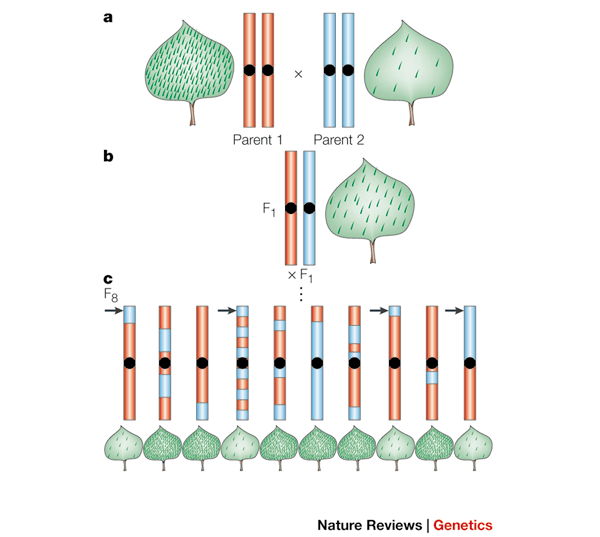 a
×
Parent 1 Parent 2
b
F1
× F1
c
F8
Nature Reviews | Genetics